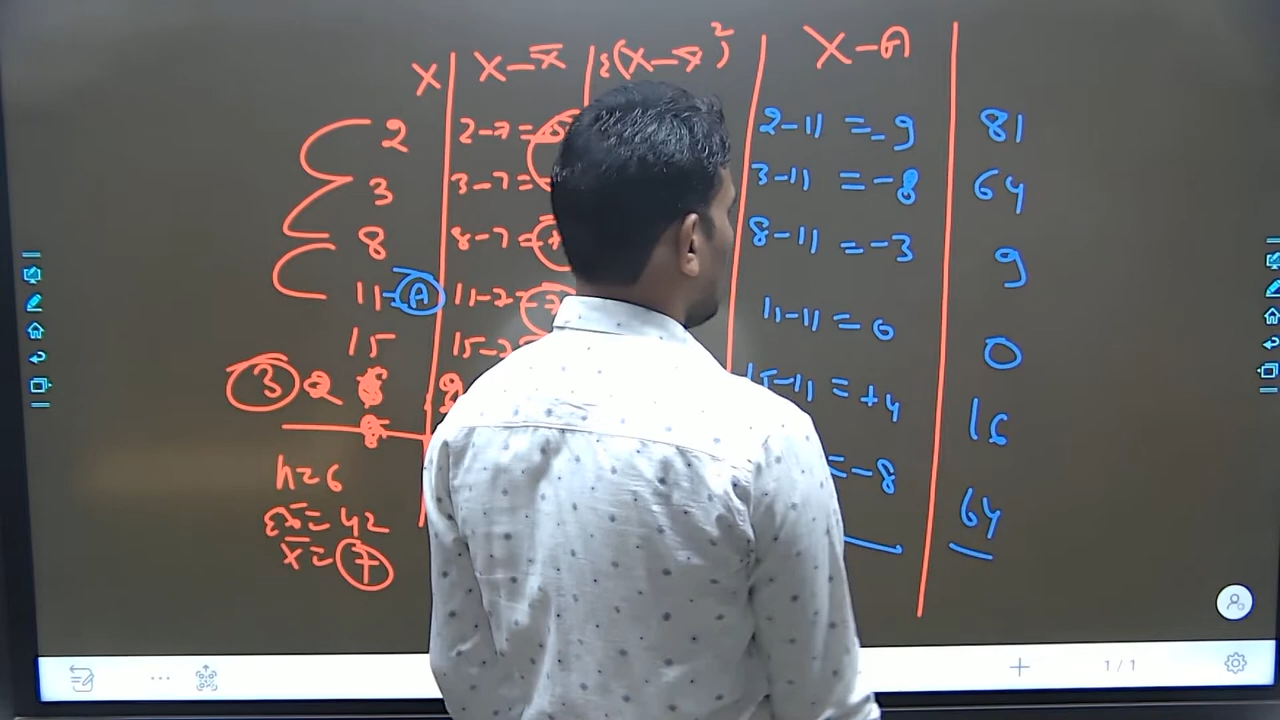 X | X - x̅ | Σ(X - x̅)² | X - A
2 | 2 - 7 = | 2 - 11 = -9 | 81
3 | 3 - 7 = | 3 - 11 = -8 | 64
8 | 8 - 7 = | 8 - 11 = -3 | 9
11 - A | 11 - 7 = | 11 - 11 = 0 | 0
15 | 15 - 7 | 15 - 11 = +4 | 16
3 | = -8 | 64
n = 6
Σx = 42
x̅ = 7
1 / 1